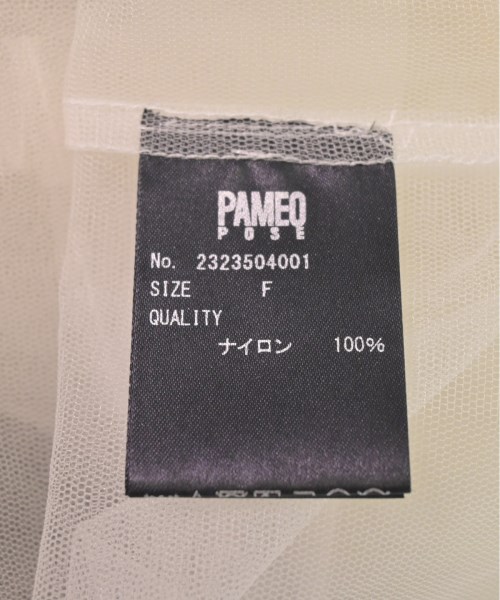 PAMEO
POSE
No. 2323504001
SIZE F
QUALITY
ナイロン 100%